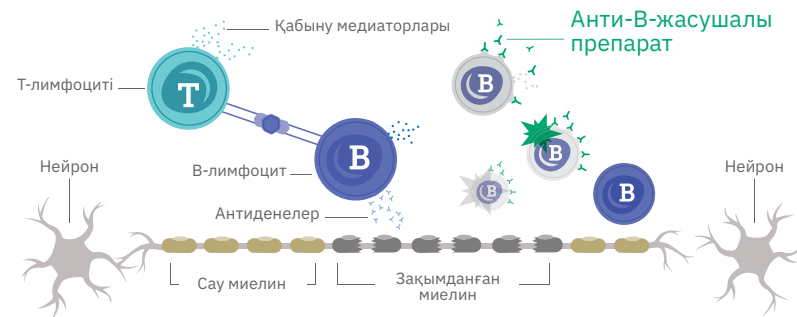 Қабыну медиаторлары
Анти-В-жасушалы
препарат
Т-лимфоциті
T
B
B
B
B
B
В-лимфоцит
Нейрон
Нейрон
Антиденелер
Сау миелин
Зақымданған
миелин